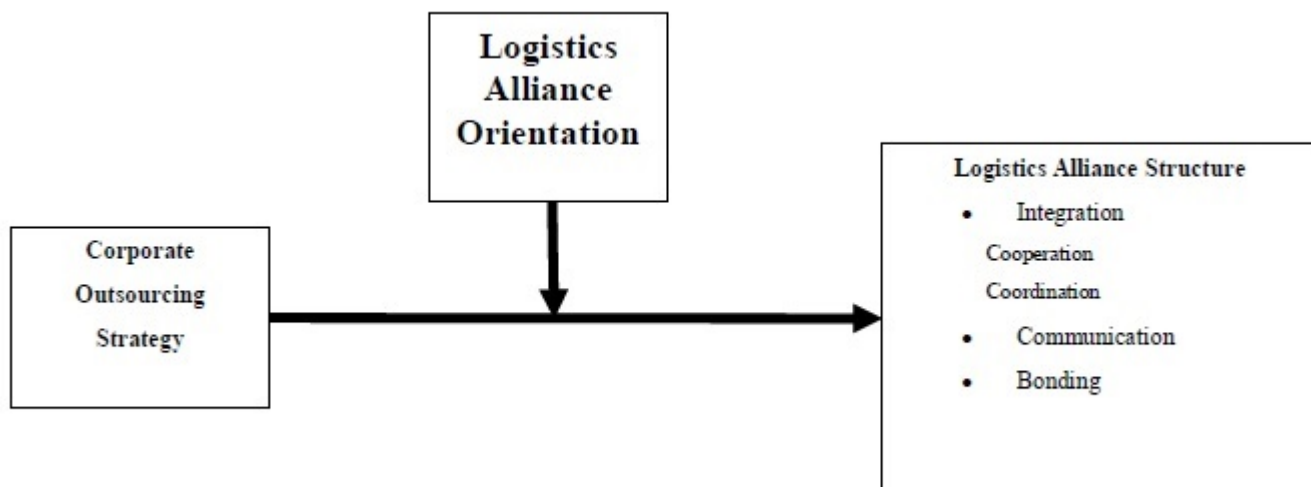 Logistics
Alliance
Orientation
Corporate
Outsourcing
Strategy
Logistics Alliance Structure
• Integration
Cooperation
Coordination
• Communication
• Bonding